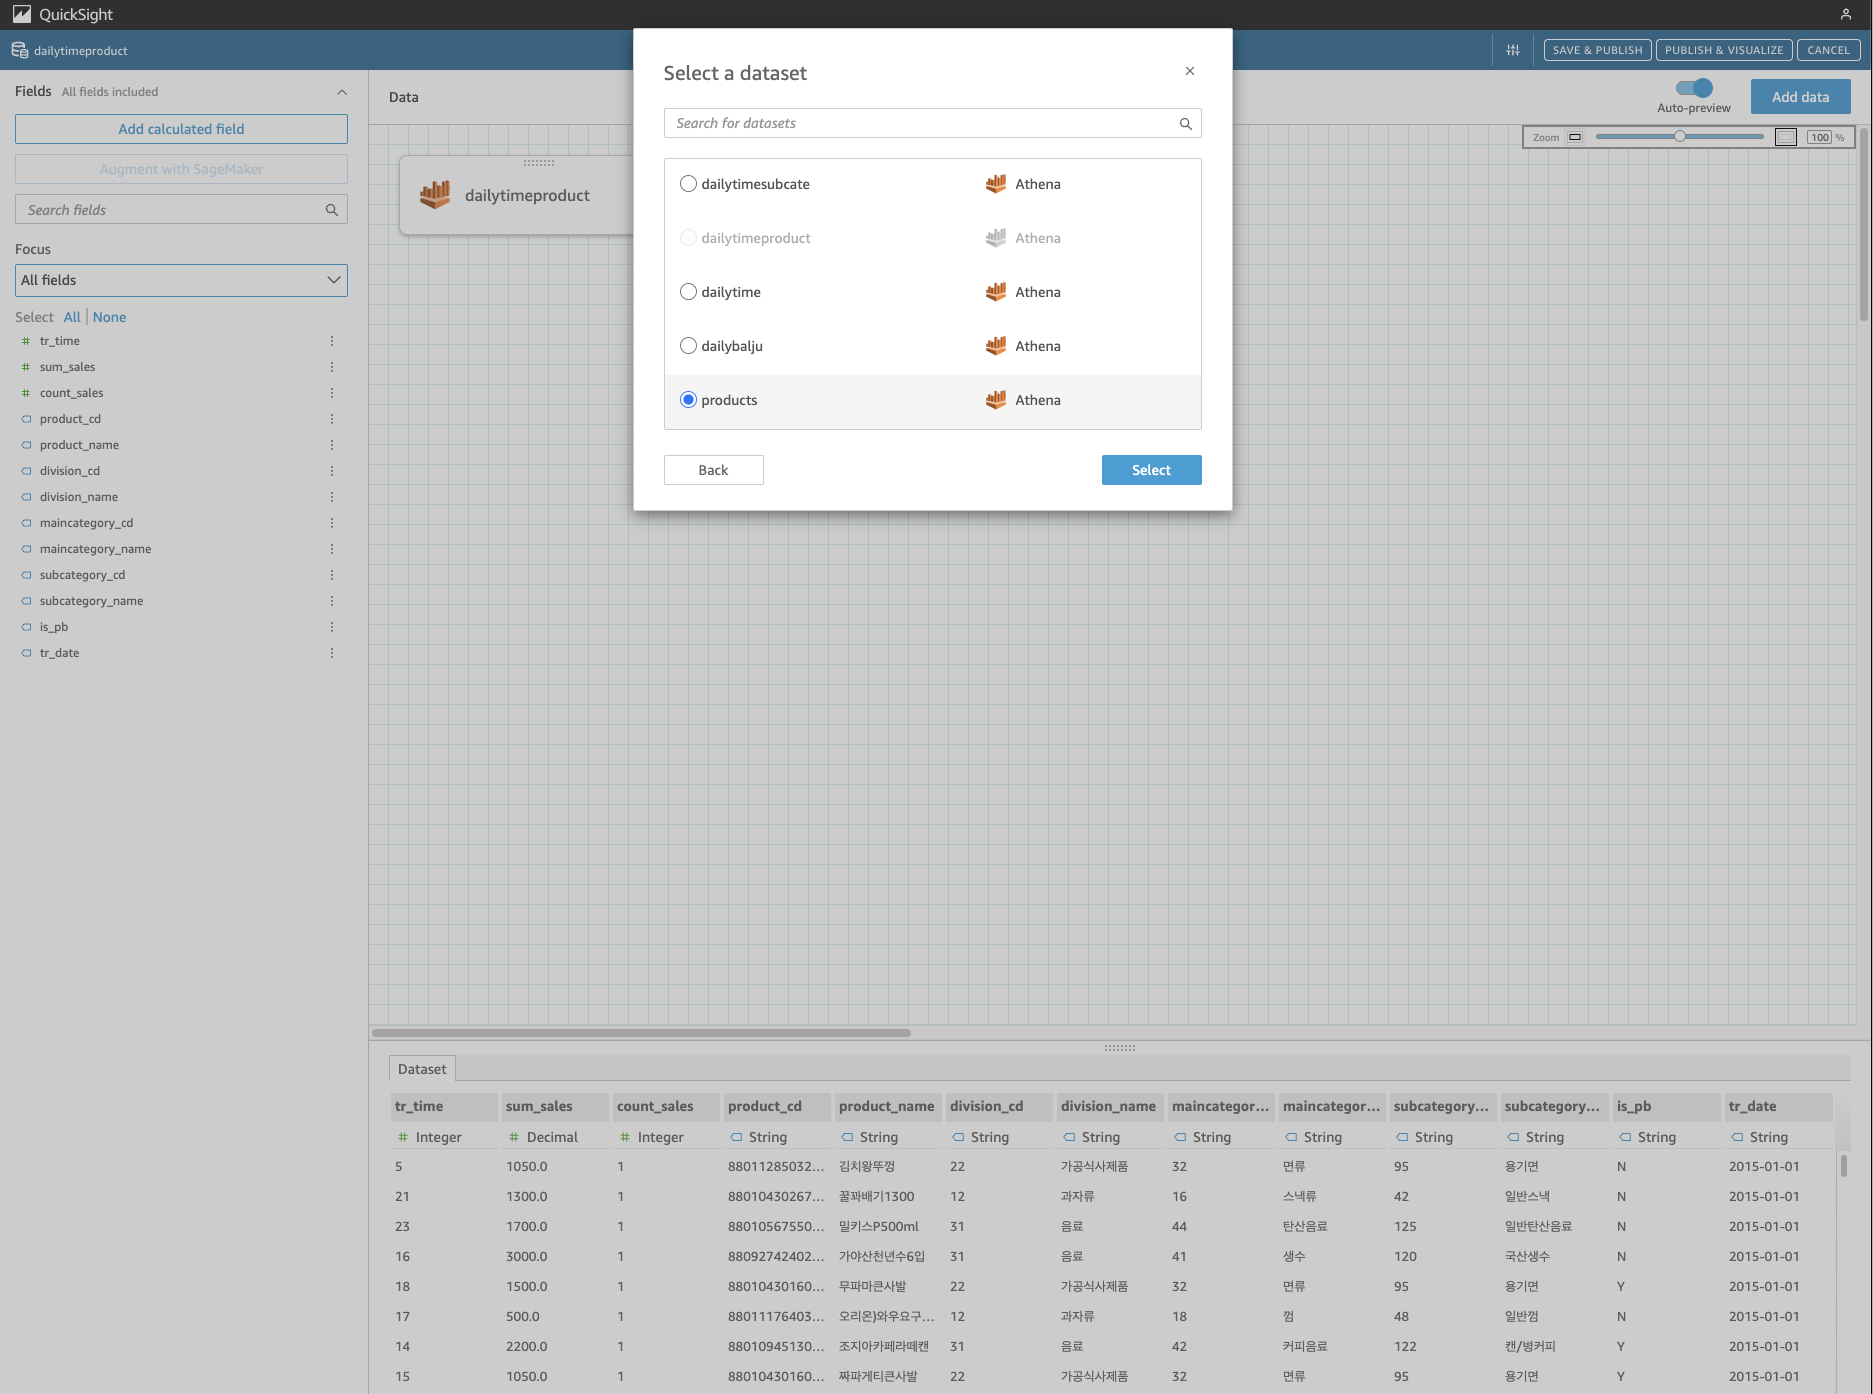 QuickSight
dailytimeproduct
SAVE & PUBLISH
PUBLISH & VISUALIZE
CANCEL
Fields All fields included
Add calculated field
Augment with SageMaker
Search fields
Focus
All fields
Select All None
tr_time
sum_sales
count_sales
product_cd
product_name
division_cd
division_name
maincategory_cd
maincategory_name
subcategory_cd
subcategory_name
is_pb
tr_date
Data
Auto-preview
Add data
Zoom 100 %
dailytimeproduct
Select a dataset
Search for datasets
dailytimesubcate Athena
dailytimeproduct Athena
dailytime Athena
dailybalju Athena
products Athena
Back Select
Dataset
tr_time sum_sales count_sales product_cd product_name division_cd division_name maincategor... maincategor... subcategory... subcategory... is_pb tr_date
Integer Decimal Integer String String String String String String String String String String
5 1050.0 1 88011285032... 김치왕뚜껑 22 가공식사제품 32 면류 95 용기면 N 2015-01-01
21 1300.0 1 88010430267... 꿀꽈배기1300 12 과자류 16 스낵류 42 일반스낵 N 2015-01-01
23 1700.0 1 88010567550... 밀키스P500ml 31 음료 44 탄산음료 125 일반탄산음료 N 2015-01-01
16 3000.0 1 88092742402... 가야산천년수6입 31 음료 41 생수 120 국산생수 N 2015-01-01
18 1500.0 1 88010430160... 무파마큰사발 22 가공식사제품 32 면류 95 용기면 Y 2015-01-01
17 500.0 1 88011176403... 오리온)와우요구... 12 과자류 18 껌 48 일반껌 N 2015-01-01
14 2200.0 1 88010945130... 조지아카페라떼캔 31 음료 42 커피음료 122 캔/병커피 Y 2015-01-01
15 1050.0 1 88010430160... 짜파게티큰사발 22 가공식사제품 32 면류 95 용기면 Y 2015-01-01